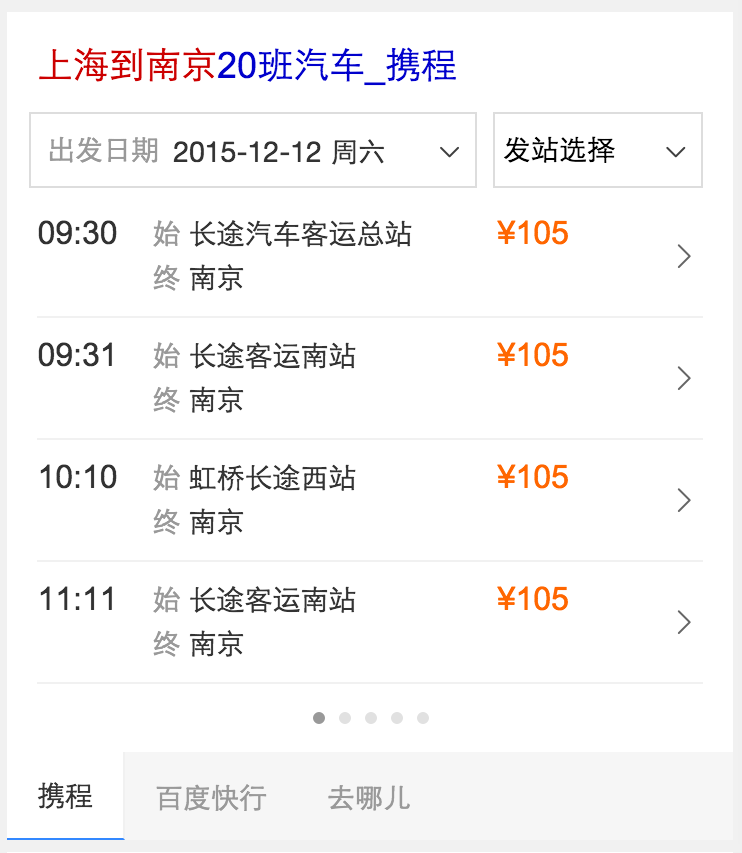 上海到南京20班汽车_携程
出发日期 2015-12-12 周六 发站选择
09:30 始 长途汽车客运总站 ¥105
终 南京
09:31 始 长途客运南站 ¥105
终 南京
10:10 始 虹桥长途西站 ¥105
终 南京
11:11 始 长途客运南站 ¥105
终 南京
携程 百度快行 去哪儿